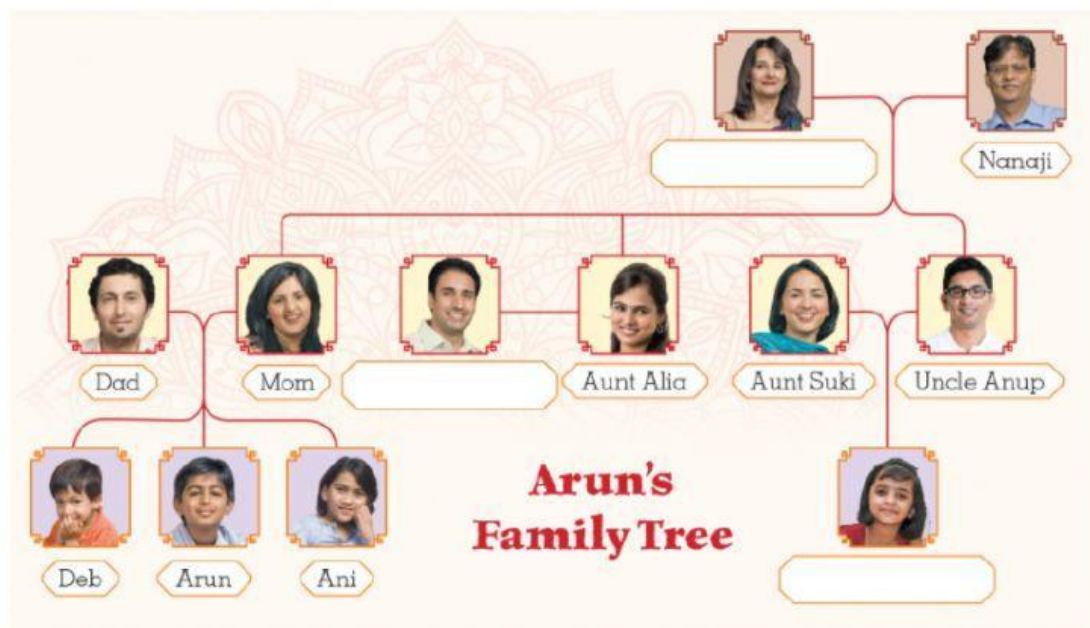 Nanaji
Dad
Mom
Aunt Alia
Aunt Suki
Uncle Anup
Arun's
Family Tree
Deb
Arun
Ani